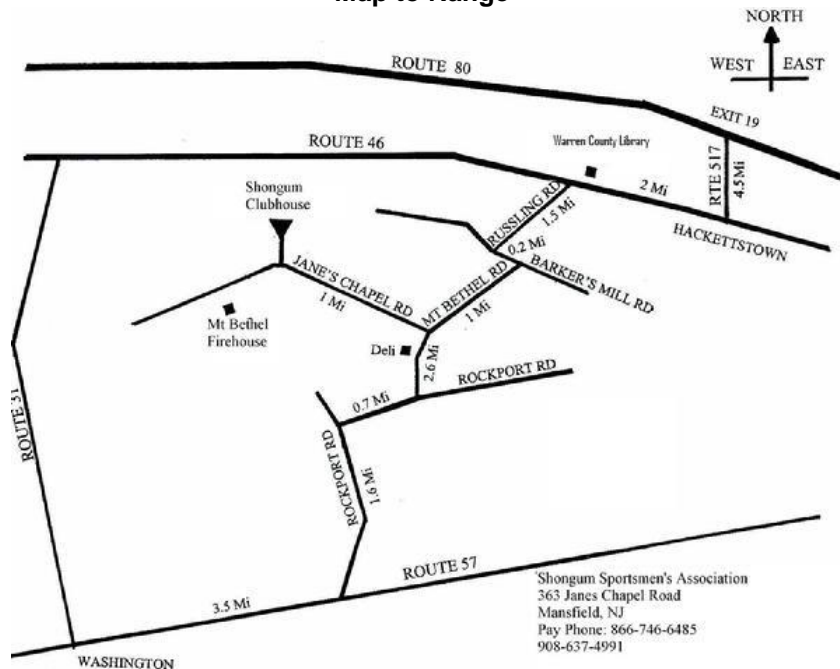 Map to Range
NORTH
WEST EAST
ROUTE 80
EXIT 19
ROUTE 46
Warren County Library
RTE 517
4.5 Mi
2 Mi
HACKETTSTOWN
RUSSLING RD
1.5 Mi
Shongum
Clubhouse
0.2 Mi
BARKER'S MILL RD
JANE'S CHAPEL RD
1 Mi
MT BETHEL RD
1 Mi
Mt Bethel
Firehouse
Deli
2.6 Mi
ROCKPORT RD
0.7 Mi
ROUTE 31
ROCKPORT RD
1.6 Mi
ROUTE 57
3.5 Mi
WASHINGTON
Shongum Sportsmen's Association
363 Janes Chapel Road
Mansfield, NJ
Pay Phone: 866-746-6485
908-637-4991